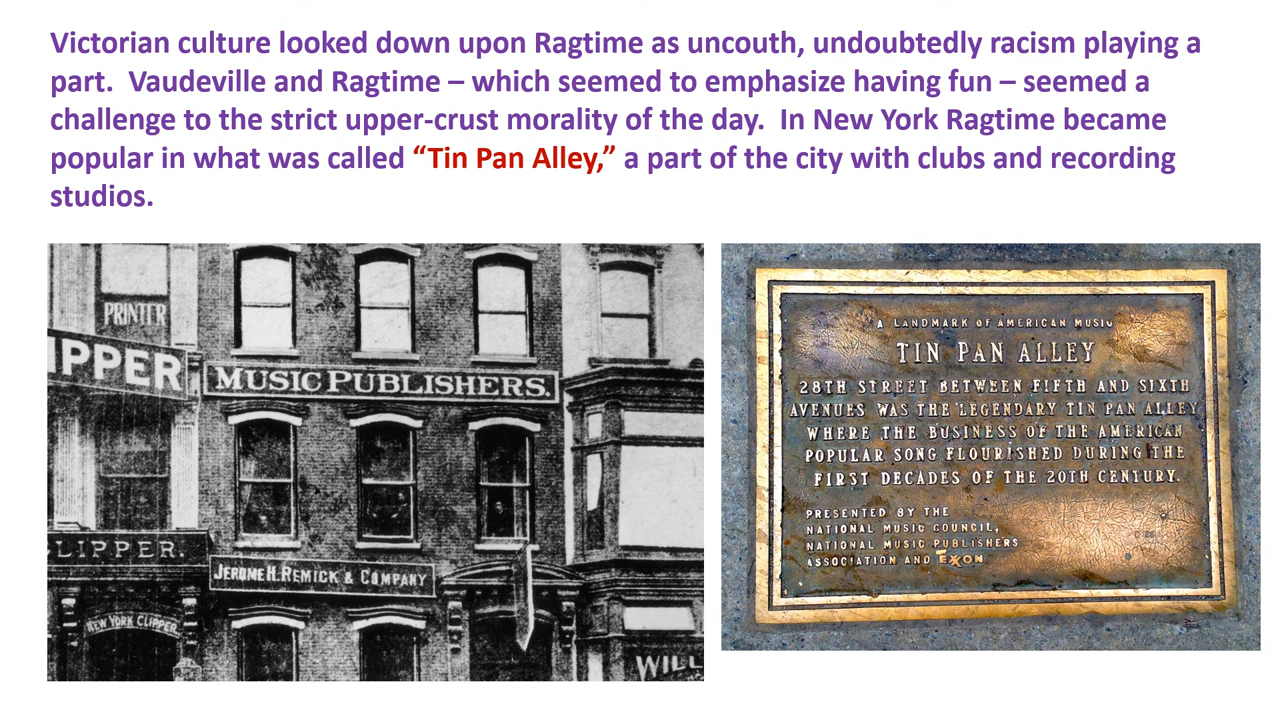 Victorian culture looked down upon Ragtime as uncouth, undoubtedly racism playing a
part.  Vaudeville and Ragtime – which seemed to emphasize having fun – seemed a
challenge to the strict upper-crust morality of the day.  In New York Ragtime became
popular in what was called “Tin Pan Alley,” a part of the city with clubs and recording
studios.
PRINTER
IPPER
MUSIC PUBLISHERS.
LIPPER.
JEROME H. REMICK & COMPANY
NEW YORK CLIPPER
WILL
A LANDMARK OF AMERICAN MUSIC
TIN PAN ALLEY
28TH STREET BETWEEN FIFTH AND SIXTH
AVENUES WAS THE LEGENDARY TIN PAN ALLEY
WHERE THE BUSINESS OF THE AMERICAN
POPULAR SONG FLOURISHED DURING THE
FIRST DECADES OF THE 20TH CENTURY.
PRESENTED BY THE
NATIONAL MUSIC COUNCIL,
NATIONAL MUSIC PUBLISHERS
ASSOCIATION AND EXXON